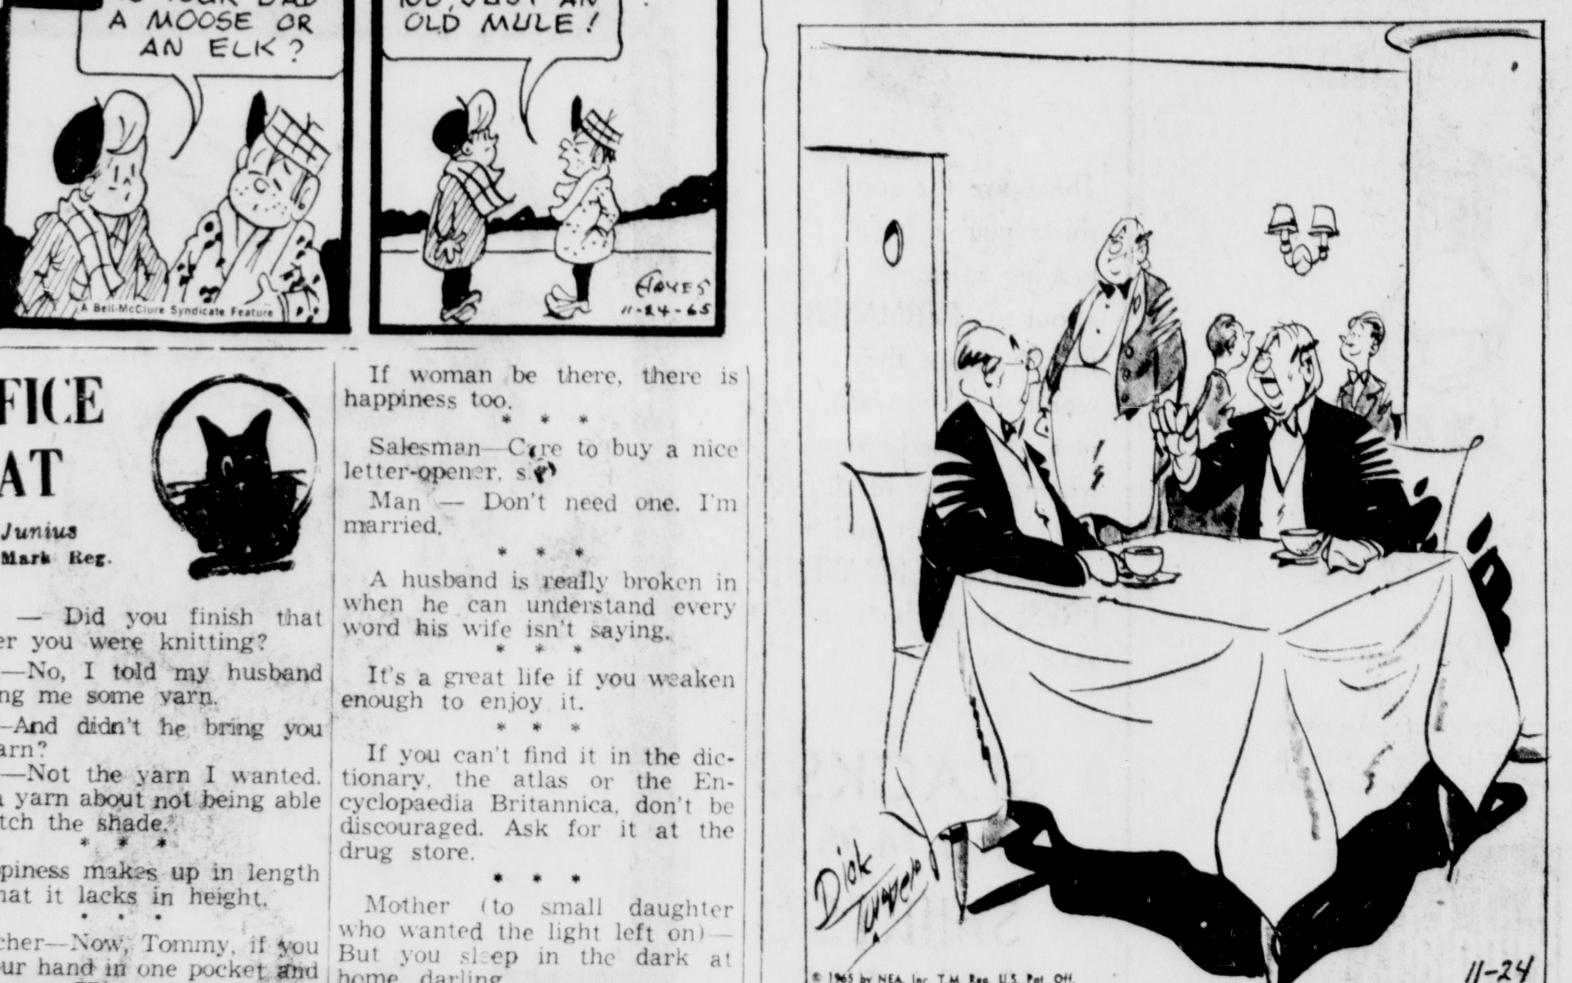 A MOOSE OR
AN ELK?
OLD MULE!
A Bell-McClure Syndicate Feature
HAYES
11-24-65
FICE
AT
Junius
Mark Reg.
— Did you finish that
er you were knitting?
—No, I told my husband
ng me some yarn.
—And didn't he bring you
arn?
—Not the yarn I wanted.
yarn about not being able
tch the shade.
* * *
piness makes up in length
hat it lacks in height.
* * *
cher—Now, Tommy, if you
ur hand in one pocket and
If woman be there, there is
happiness too.
* * *
Salesman—Care to buy a nice
letter-opener,
Man — Don't need one. I'm
married.
* * *
A husband is really broken in
when he can understand every
word his wife isn't saying.
* * *
It's a great life if you weaken
enough to enjoy it.
* * *
If you can't find it in the dic-
tionary, the atlas or the En-
cyclopaedia Britannica, don't be
discouraged. Ask for it at the
drug store.
* * *
Mother (to small daughter
who wanted the light left on)—
But you sleep in the dark at
home, darling
Dick
Turner
© 1965 by NEA, Inc. T.M. Reg. U.S. Pat. Off.
11-24